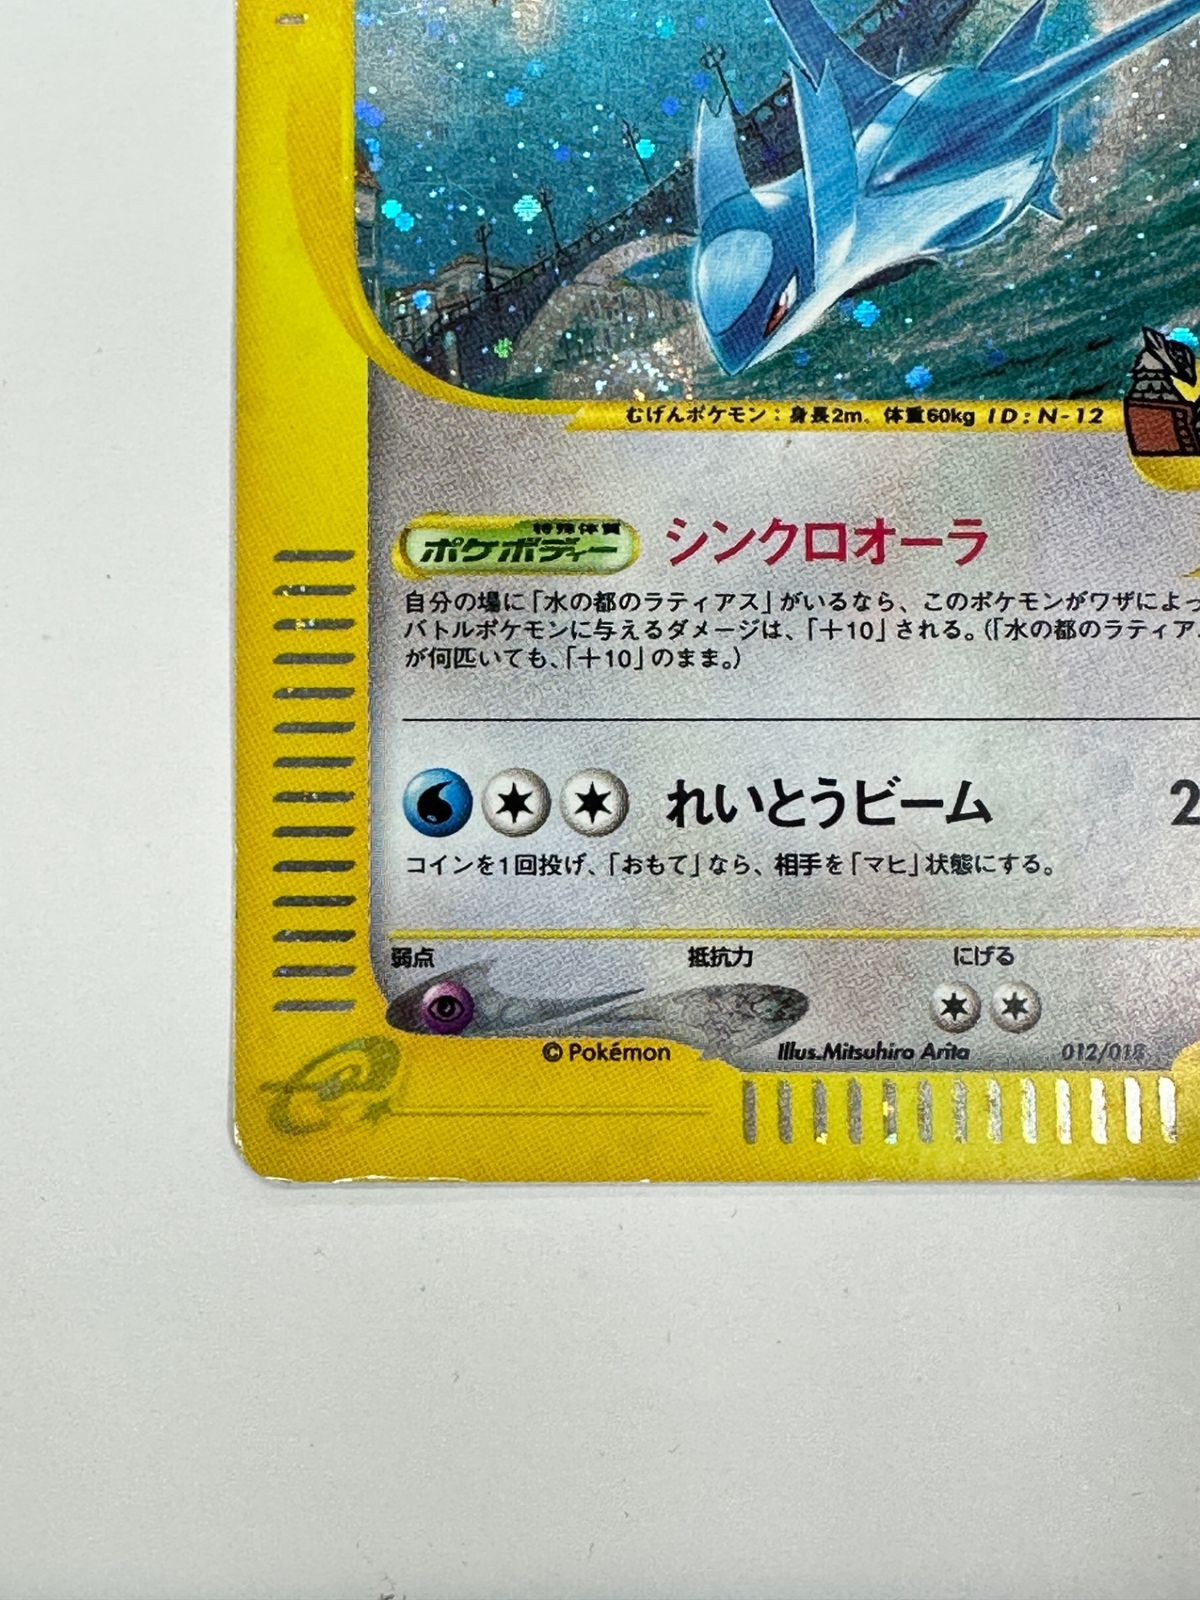 むげんポケモン：身長2m、体重60kg ID：N-12
特殊体質
ポケボディー シンクロオーラ
自分の場に「水の都のラティアス」がいるなら、このポケモンがワザによっ
バトルポケモンに与えるダメージは、「＋10」される。（「水の都のラティア
が何匹いても、「＋10」のまま。）
れいとうビーム 2
コインを1回投げ、「おもて」なら、相手を「マヒ」状態にする。
弱点 抵抗力 にげる
© Pokémon Illus.Mitsuhiro Arita 012/018